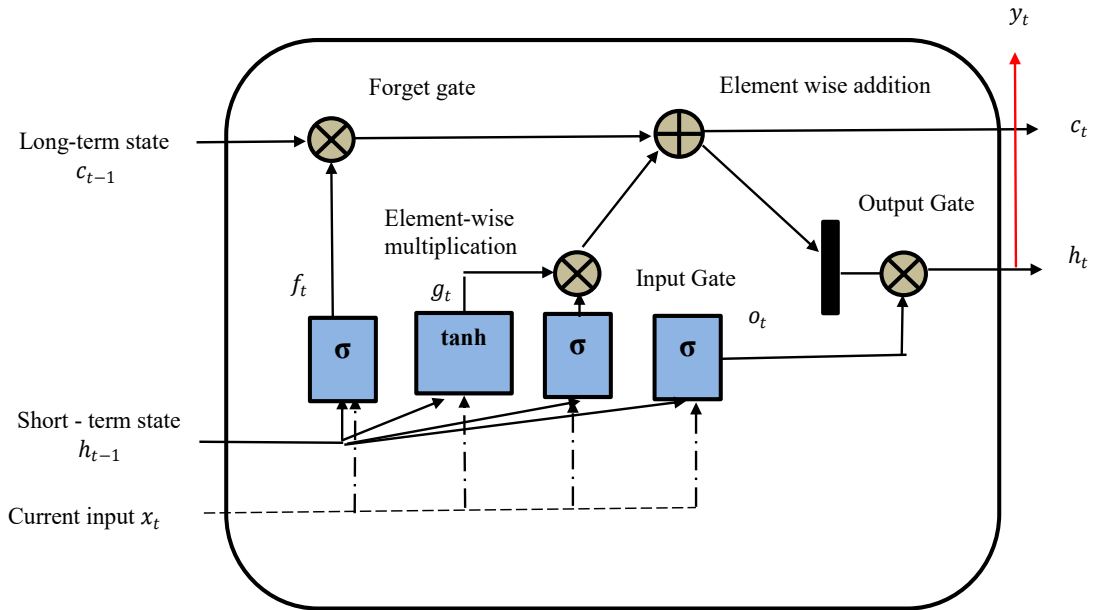 y_t
Forget gate
Element wise addition
Long-term state
c_{t-1}
c_t
Element-wise
multiplication
Output Gate
f_t
g_t
Input Gate
h_t
o_t
σ
tanh
σ
σ
Short - term state
h_{t-1}
Current input x_t